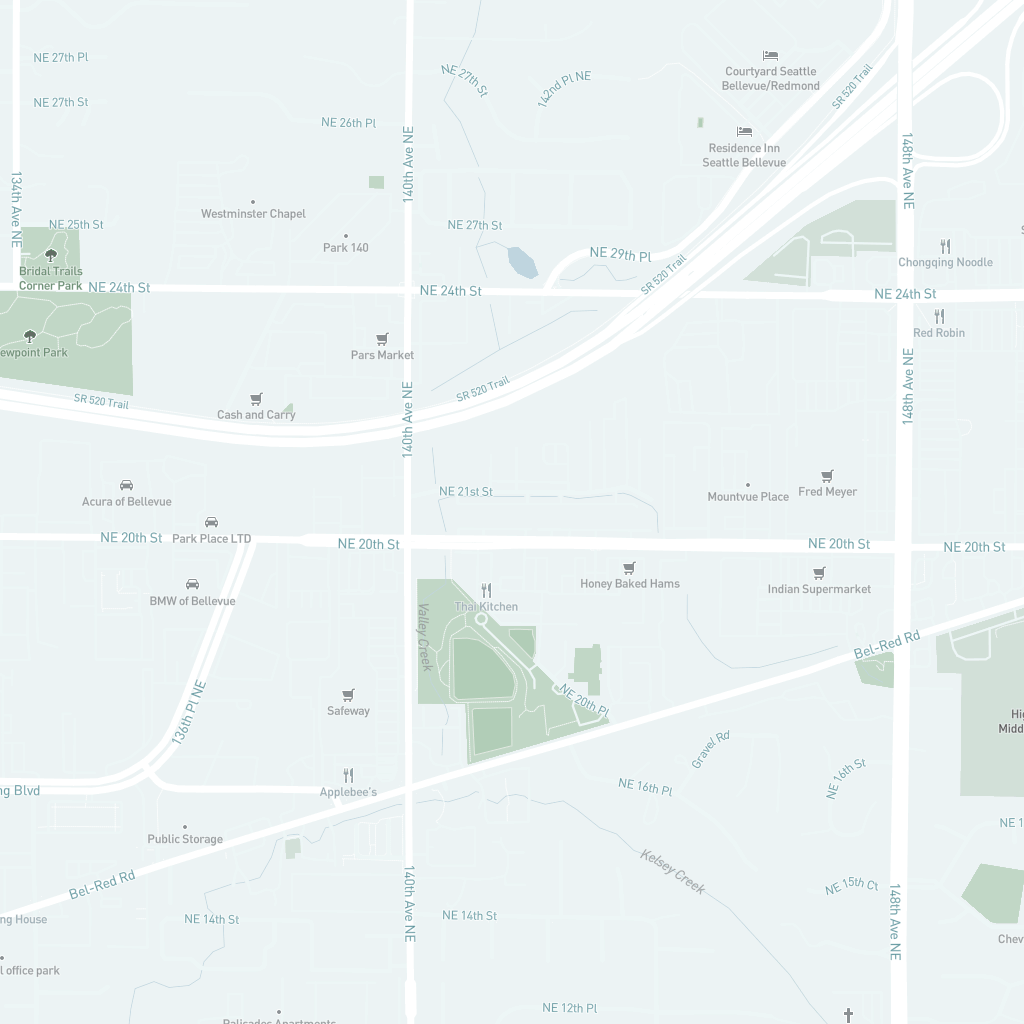 NE 27th Pl
NE 27th St
142nd Pl NE
Courtyard Seattle
Bellevue/Redmond
SR 520 Trail
NE 27th St
NE 26th Pl
140th Ave NE
Residence Inn
Seattle Bellevue
148th Ave NE
134th Ave NE
Westminster Chapel
NE 25th St
NE 27th St
Park 140
NE 29th Pl
Chongqing Noodle
Bridal Trails
Corner Park
SR 520 Trail
NE 24th St
NE 24th St
NE 24th St
Red Robin
ewpoint Park
Pars Market
148th Ave NE
SR 520 Trail
SR 520 Trail
Cash and Carry
140th Ave NE
NE 21st St
Acura of Bellevue
Mountvue Place
Fred Meyer
NE 20th St
Park Place LTD
NE 20th St
NE 20th St
NE 20th St
Honey Baked Hams
Indian Supermarket
BMW of Bellevue
Thai Kitchen
Valley Creek
Bel-Red Rd
NE 20th Pl
136th Pl NE
Safeway
Hig
Midd
Gravel Rd
NE 16th St
ng Blvd
Applebee's
NE 16th Pl
NE 1
Public Storage
Kelsey Creek
Bel-Red Rd
NE 15th Ct
140th Ave NE
148th Ave NE
ng House
NE 14th St
NE 14th St
Chev
l office park
NE 12th Pl
Palisades Apartments